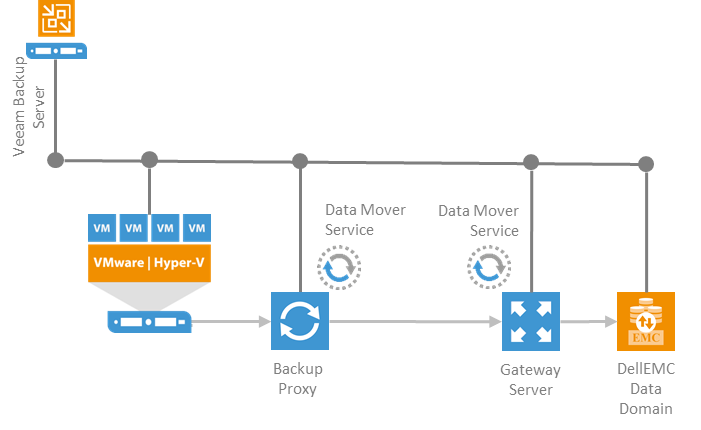 Veeam Backup
Server
VM
VM
VM
VM
VMware | Hyper-V
Data Mover
Service
Data Mover
Service
EMC
Backup
Proxy
Gateway
Server
DellEMC
Data
Domain